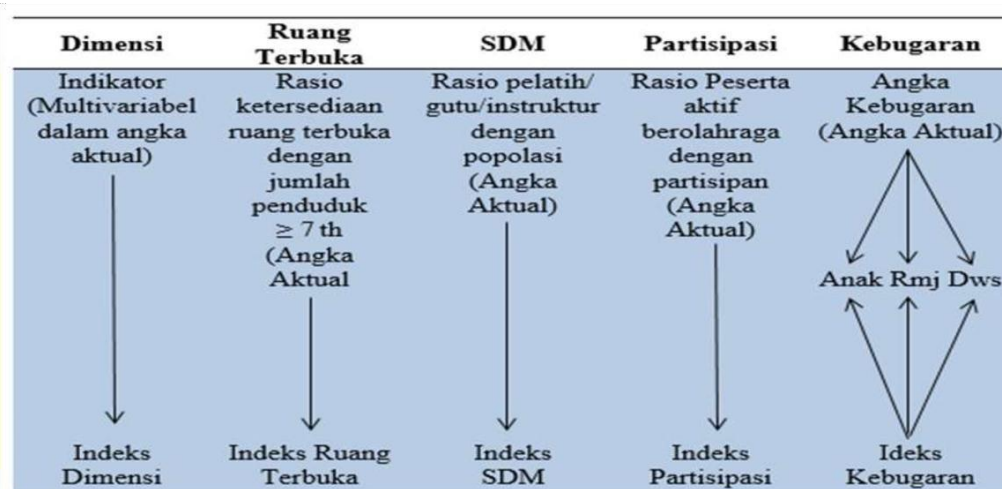 Dimensi
Ruang
Terbuka
SDM
Partisipasi
Kebugaran
Indikator
(Multivariabel
dalam angka
aktual)
Rasio
ketersediaan
ruang terbuka
dengan
jumlah
penduduk
≥ 7 th
(Angka
Aktual
Rasio pelatih/
gutu/instruktur
dengan
popolasi
(Angka
Aktual)
Rasio Peserta
aktif
berolahraga
dengan
partisipan
(Angka
Aktual)
Angka
Kebugaran
(Angka Aktual)
Anak Rmj Dws
Indeks
Dimensi
Indeks Ruang
Terbuka
Indeks
SDM
Indeks
Partisipasi
Ideks
Kebugaran